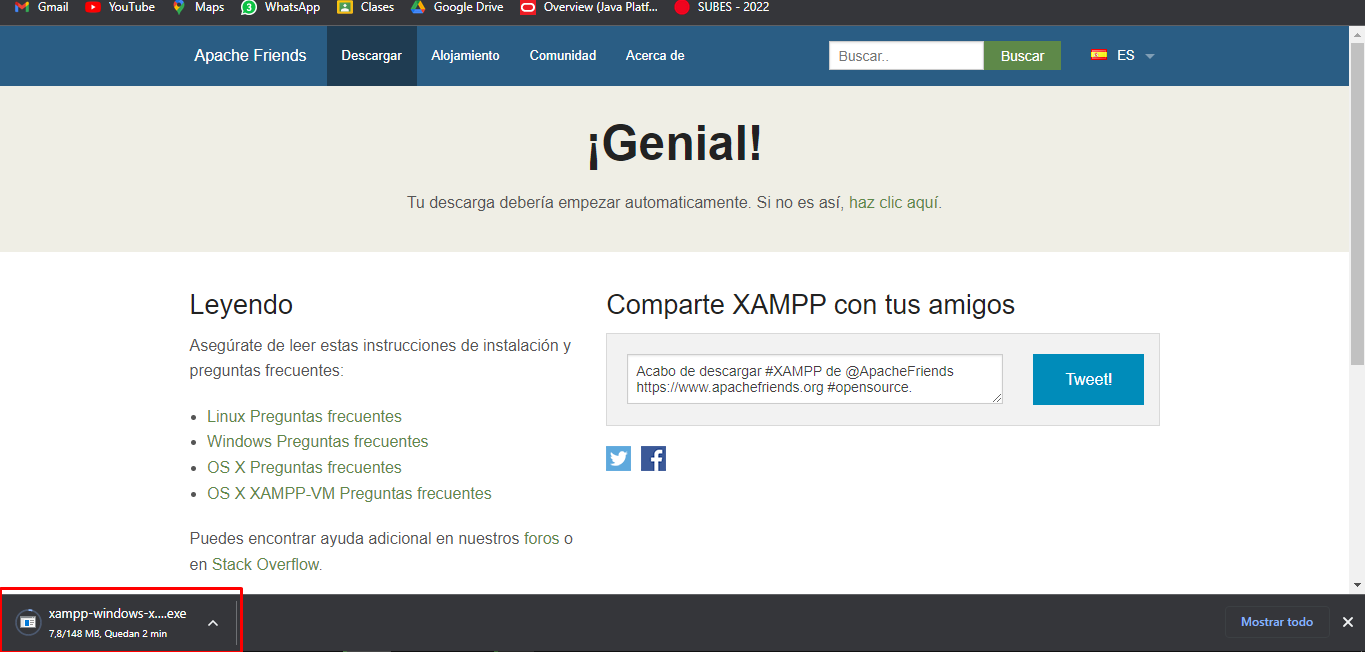 Gmail YouTube Maps 3 WhatsApp Clases Google Drive Overview (Java Platf... SUBES - 2022
Apache Friends Descargar Alojamiento Comunidad Acerca de Buscar.. Buscar ES
¡Genial!
Tu descarga debería empezar automaticamente. Si no es así, haz clic aquí.
Leyendo
Asegúrate de leer estas instrucciones de instalación y
preguntas frecuentes:
• Linux Preguntas frecuentes
• Windows Preguntas frecuentes
• OS X Preguntas frecuentes
• OS X XAMPP-VM Preguntas frecuentes
Puedes encontrar ayuda adicional en nuestros foros o
en Stack Overflow.
Comparte XAMPP con tus amigos
Acabo de descargar #XAMPP de @ApacheFriends
https://www.apachefriends.org #opensource.
Tweet!
xampp-windows-x....exe
7,8/148 MB, Quedan 2 min
Mostrar todo